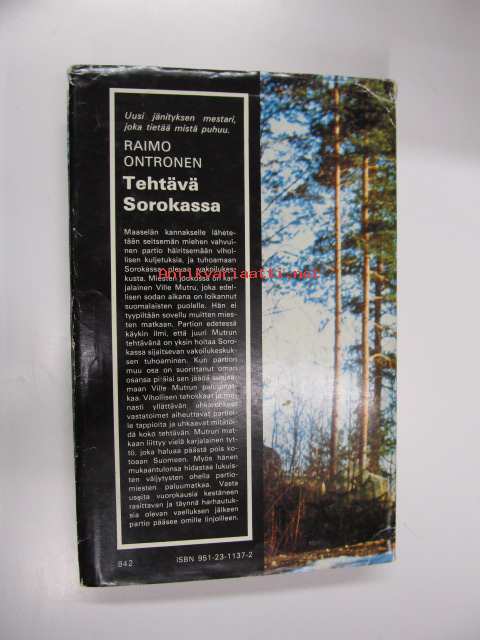 Uusi jänityksen mestari,
joka tietää mistä puhuu.
RAIMO
ONTRONEN
Tehtävä
Sorokassa
Maaselän kannakselle lähete-
tään seitsemän miehen vahvui-
nen partio häiritsemään vihol-
lisen kuljetuksia, ja tuhoamaan
Sorokassa olevaa vakoilukes-
kusta. Miesten joukossa on kar-
jalainen Ville Mutru, joka edel-
lisen sodan aikana on loikannut
suomalaisten puolelle. Hän ei
tyypiltään sovellu muitten mies-
ten matkaan. Partion edetessä
käykin ilmi, että juuri Mutrun
tehtävänä on yksin hoitaa Soro-
kassa sijaitsevan vakoilukeskuk-
sen tuhoaminen. Kun partion
muu osa on suorittanut oman
osansa pitäisi sen jäädä
Ville Mutrun
kaa. Vihollisen tehokkaat ja
nasti yllättävän uhkarohkeat
vastatoimet aiheuttavat partiol-
le tappioita ja uhkaavat mitätöi-
dä koko tehtävän. Mutrun mat-
kaan liittyy vielä karjalainen tyt-
tö, joka haluaa päästä pois ko-
toaan Suomeen. Myös hänen
mukaantulonsa hidastaa lukuis-
ten väijytysten ohella partio-
miesten paluumatkaa. Vasta
useita vuorokausia kestäneen
rasittavan ja täynnä harhautuk-
sia olevan vaelluksen jälkeen
partio pääsee omille linjoilleen.
antikvariaatti.net
842
ISBN 951-23-1137-2